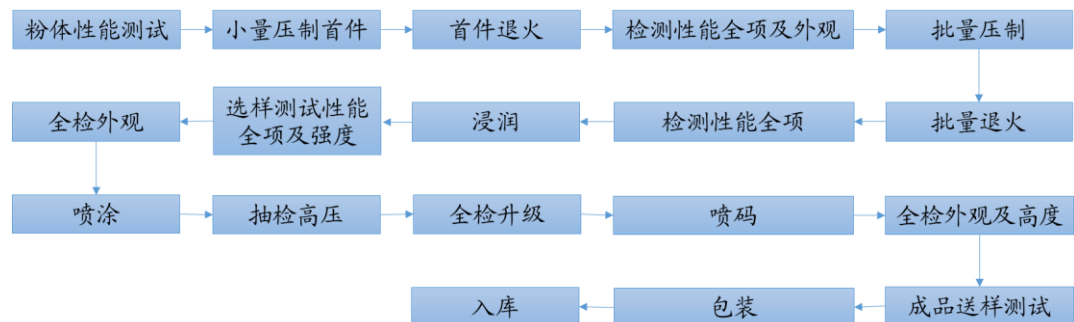 粉体性能测试
小量压制首件
首件退火
检测性能全项及外观
批量压制
批量退火
检测性能全项
浸润
选样测试性能
全项及强度
全检外观
喷涂
抽检高压
全检升级
喷码
全检外观及高度
成品送样测试
包装
入库